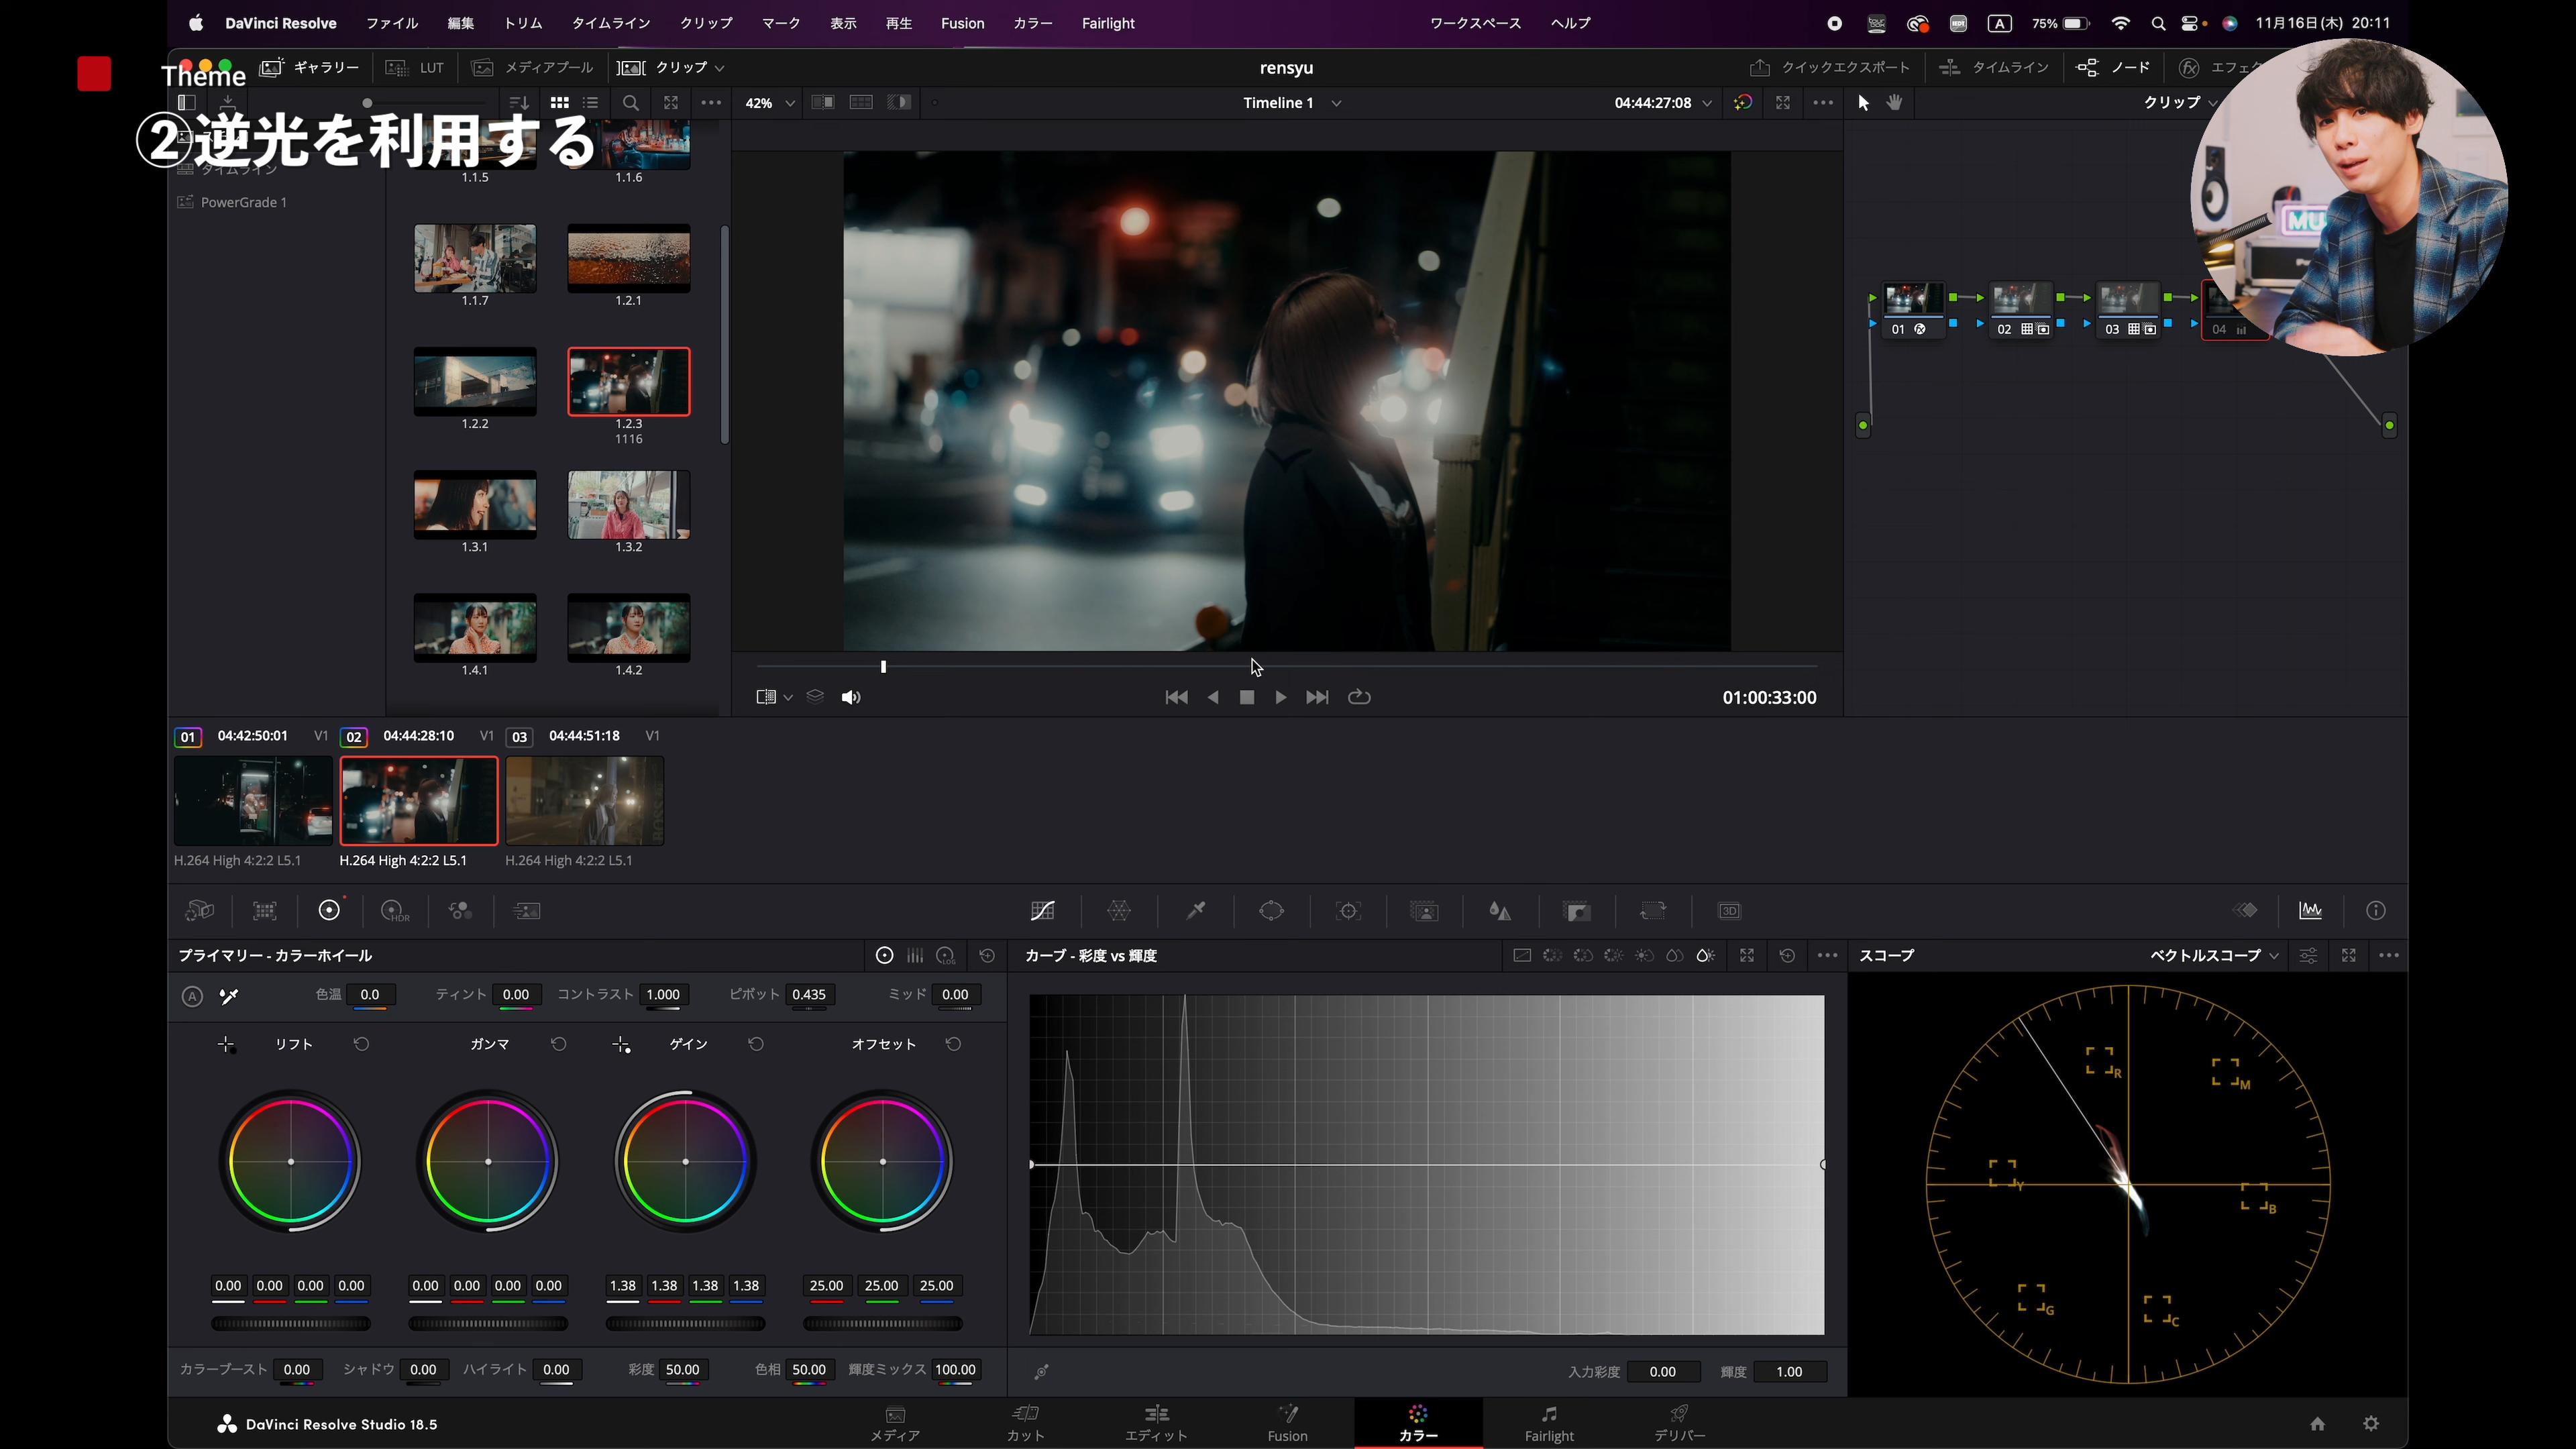 DaVinci Resolve ファイル 編集 トリム タイムライン クリップ マーク 表示 再生 Fusion カラー Fairlight ワークスペース ヘルプ A 75% 11月16日(木) 20:11
Theme
ギャラリー LUT メディアプール クリップ rensyu クイックエクスポート タイムライン ノード
42% Timeline 1 04:44:27:08 クリップ
②逆光を利用する
タイムライン
PowerGrade 1
1.1.5 1.1.6
1.1.7 1.2.1
1.2.2 1.2.3
1116
1.3.1 1.3.2
1.4.1 1.4.2
01 02 03 04
01:00:33:00
01 04:42:50:01 V1 02 04:44:28:10 V1 03 04:44:51:18 V1
H.264 High 4:2:2 L5.1 H.264 High 4:2:2 L5.1 H.264 High 4:2:2 L5.1
HDR 3D
プライマリー - カラーホイール LOG カーブ - 彩度 vs 輝度 スコープ ベクトルスコープ
A 色温 0.0 ティント 0.00 コントラスト 1.000 ピボット 0.435 ミッド 0.00
リフト ガンマ ゲイン オフセット
R M Y B G C
0.00 0.00 0.00 0.00 0.00 0.00 0.00 0.00 1.38 1.38 1.38 1.38 25.00 25.00 25.00
カラーブースト 0.00 シャドウ 0.00 ハイライト 0.00 彩度 50.00 色相 50.00 輝度ミックス 100.00 入力彩度 0.00 輝度 1.00
DaVinci Resolve Studio 18.5 メディア カット エディット Fusion カラー Fairlight デリバー